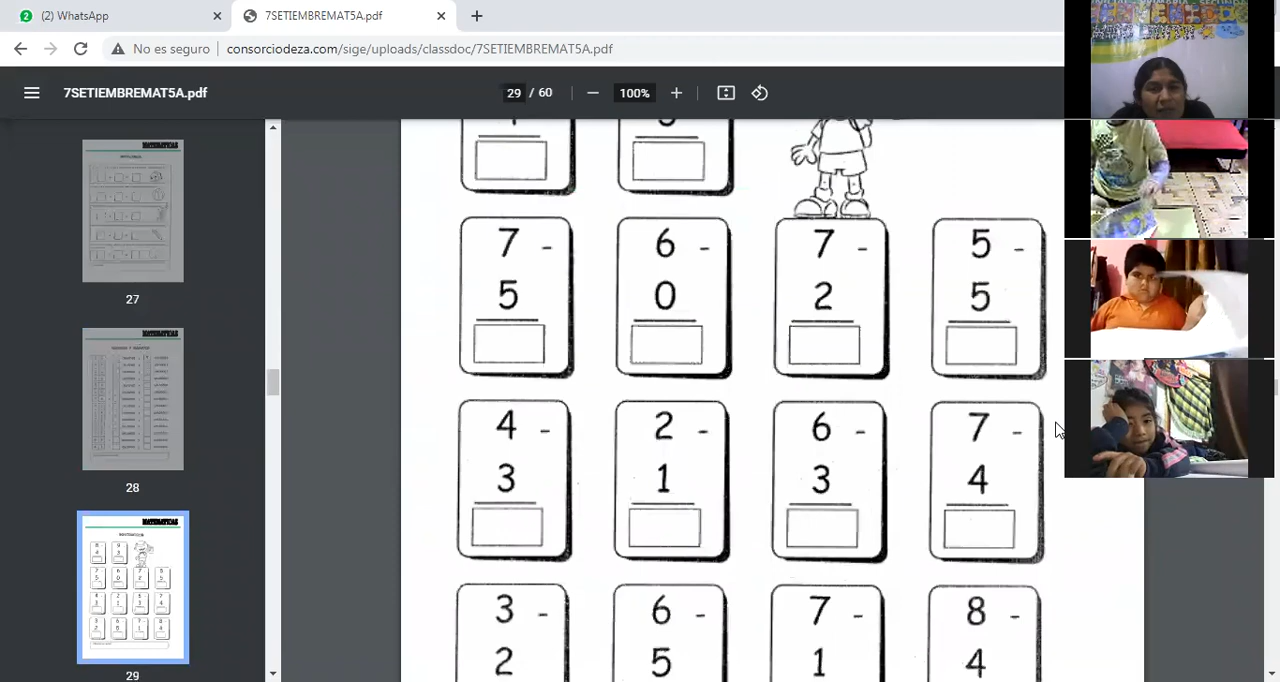 (2) WhatsApp
7SETIEMBREMAT5A.pdf
No es seguro
consorciodeza.com/sige/uploads/classdoc/7SETIEMBREMAT5A.pdf
7SETIEMBREMAT5A.pdf
29 / 60
100%
27
28
29
7 - 6 - 7 - 5 -
5 0 2 5
4 - 2 - 6 - 7 -
3 1 3 4
3 - 6 - 7 - 8 -
2 5 1 4